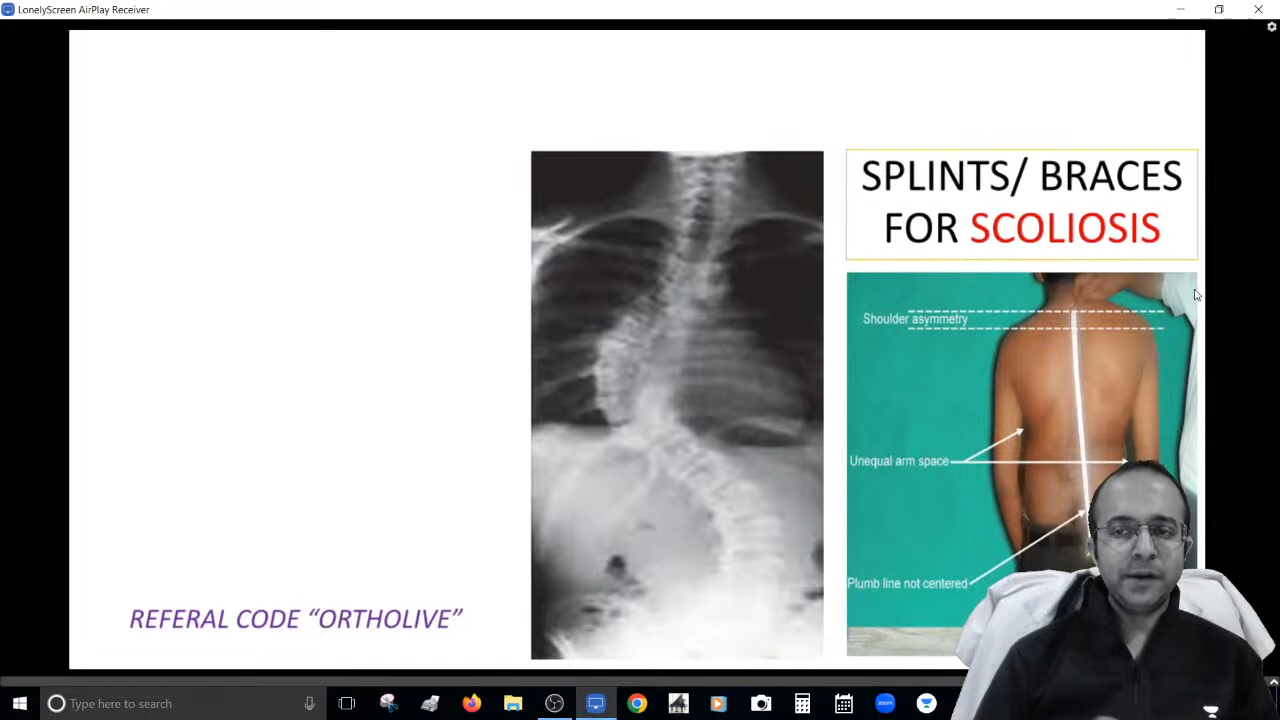 LonelyScreen AirPlay Receiver
SPLINTS/ BRACES
FOR SCOLIOSIS
Shoulder asymmetry
Unequal arm space
Plumb line not centered
REFERAL CODE “ORTHOLIVE”
Type here to search
zoom